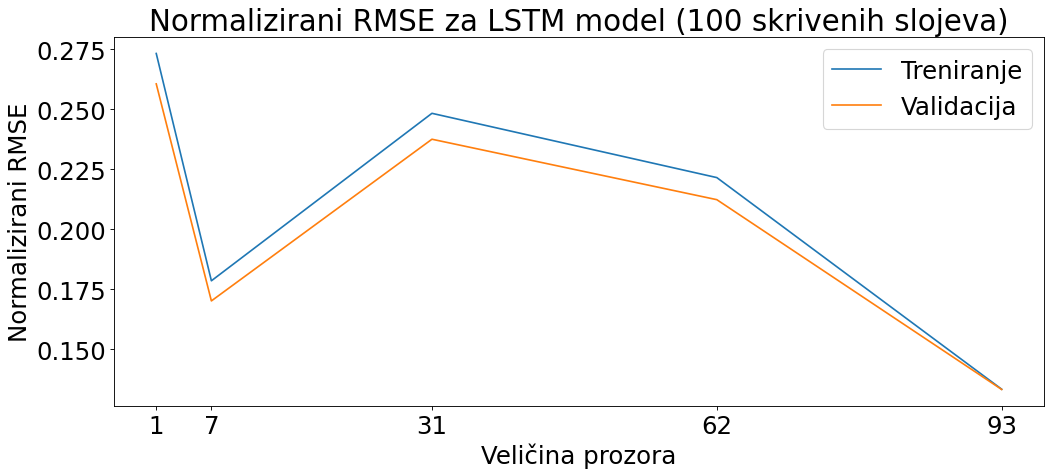 Normalizirani RMSE za LSTM model (100 skrivenih slojeva)
Normalizirani RMSE
0.275
0.250
0.225
0.200
0.175
0.150
Treniranje
Validacija
1 7 31 62 93
Veličina prozora